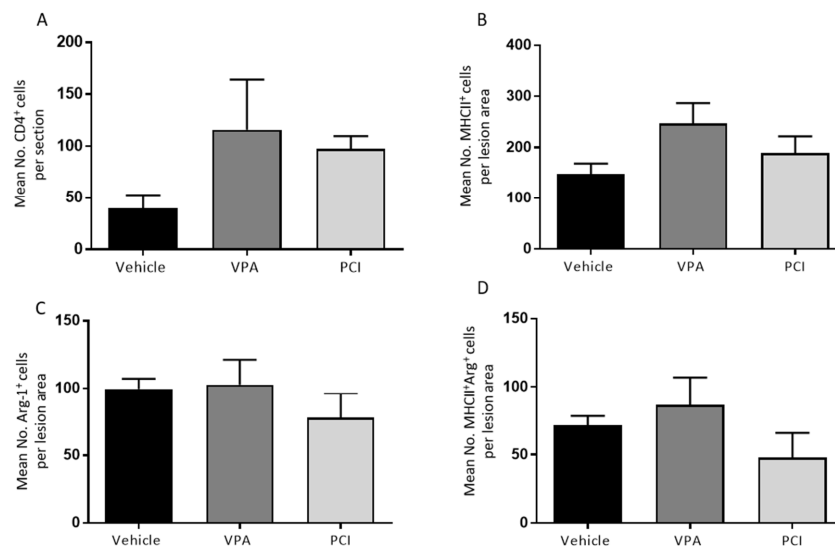 A
Mean No. CD4⁺ cells
per section
200
150
100
50
0
Vehicle VPA PCI
B
Mean No. MHCII⁺ cells
per lesion area
400
300
200
100
0
Vehicle VPA PCI
C
Mean No. Arg-1⁺ cells
per lesion area
150
100
50
0
Vehicle VPA PCI
D
Mean No. MHCII⁺Arg⁺ cells
per lesion area
150
100
50
0
Vehicle VPA PCI